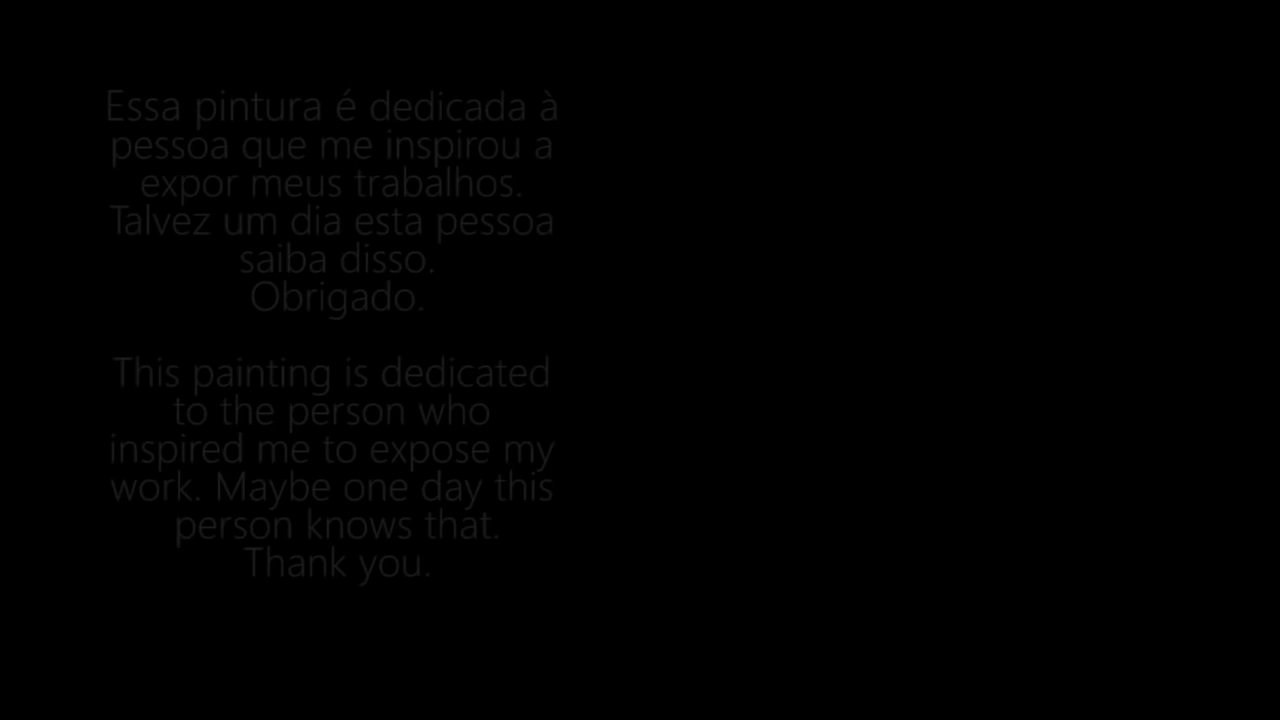 Essa pintura é dedicada à
pessoa que me inspirou a
expor meus trabalhos.
Talvez um dia esta pessoa
saiba disso.
Obrigado.
This painting is dedicated
to the person who
inspired me to expose my
work. Maybe one day this
person knows that.
Thank you.